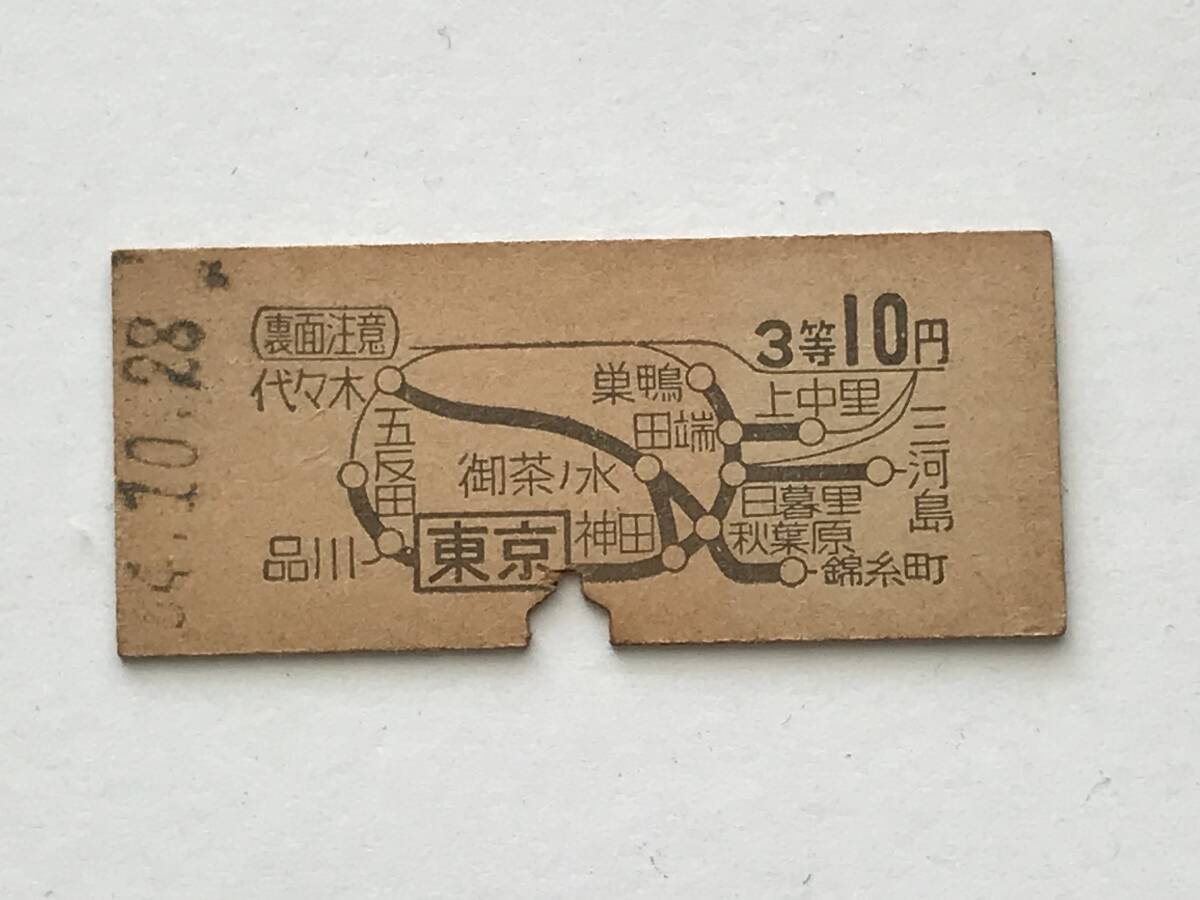 .10.28
裏面注意
3等10円
代々木
巣鴨
上中里
五反田
田端
三河島
御茶ノ水
日暮里
品川
東京
神田
秋葉原
錦糸町